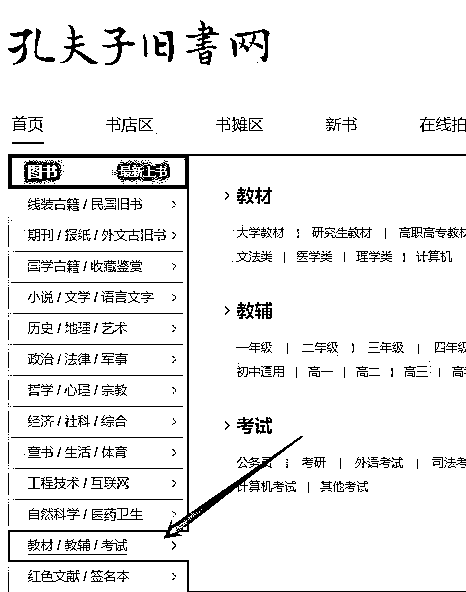 孔夫子旧書网
首页 书店区 书摊区 新书 在线拍
图书 最新上书
线装古籍 / 民国旧书 >
期刊 / 报纸 / 外文古旧书 >
国学古籍 / 收藏鉴赏 >
小说 / 文学 / 语言文字 >
历史 / 地理 / 艺术 >
政治 / 法律 / 军事 >
哲学 / 心理 / 宗教 >
经济 / 社科 / 综合 >
童书 / 生活 / 体育 >
工程技术 / 互联网 >
自然科学 / 医药卫生 >
教材 / 教辅 / 考试 >
红色文献 / 签名本 >
> 教材
大学教材 | 研究生教材 | 高职高专教材
文法类 | 医学类 | 理学类 | 计算机
> 教辅
一年级 | 二年级 | 三年级 | 四年级
初中通用 | 高一 | 高二 | 高三 |
> 考试
公务员 | 考研 | 外语考试 | 司法考
计算机考试 | 其他考试